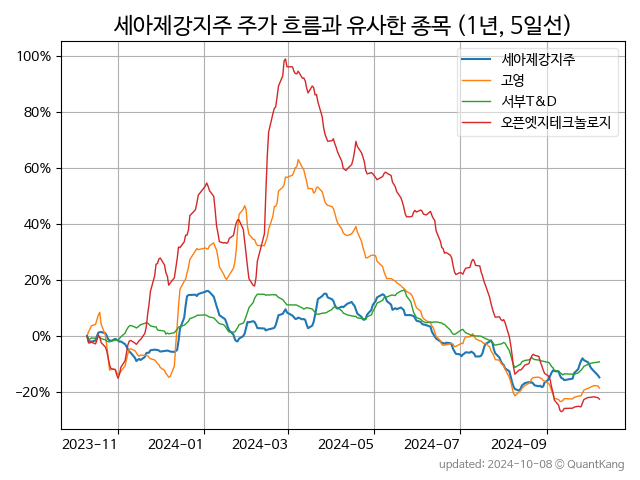 세아제강지주 주가 흐름과 유사한 종목 (1년, 5일선)
세아제강지주
고영
서부T&D
오픈엣지테크놀로지
100%
80%
60%
40%
20%
0%
−20%
2023-11
2024-01
2024-03
2024-05
2024-07
2024-09
updated: 2024-10-08 © QuantKang